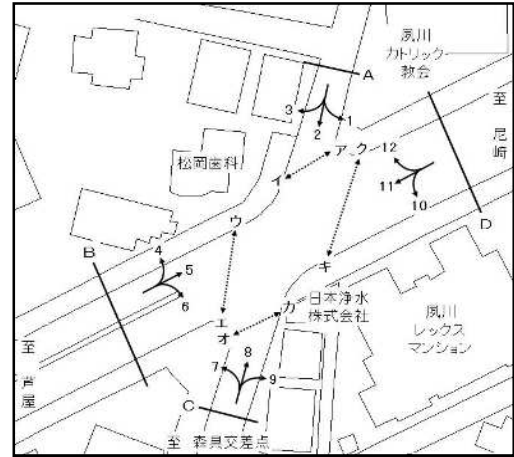 夙川
カトリック
教会
至
尼
崎
A
3
2
1
ア
ク
12
11
10
D
松岡歯科
イ
ウ
B
4
5
6
キ
カ
日本浄水
株式会社
夙川
レックス
マンション
エ
オ
7
8
9
C
至
芦
屋
至 森具交差点